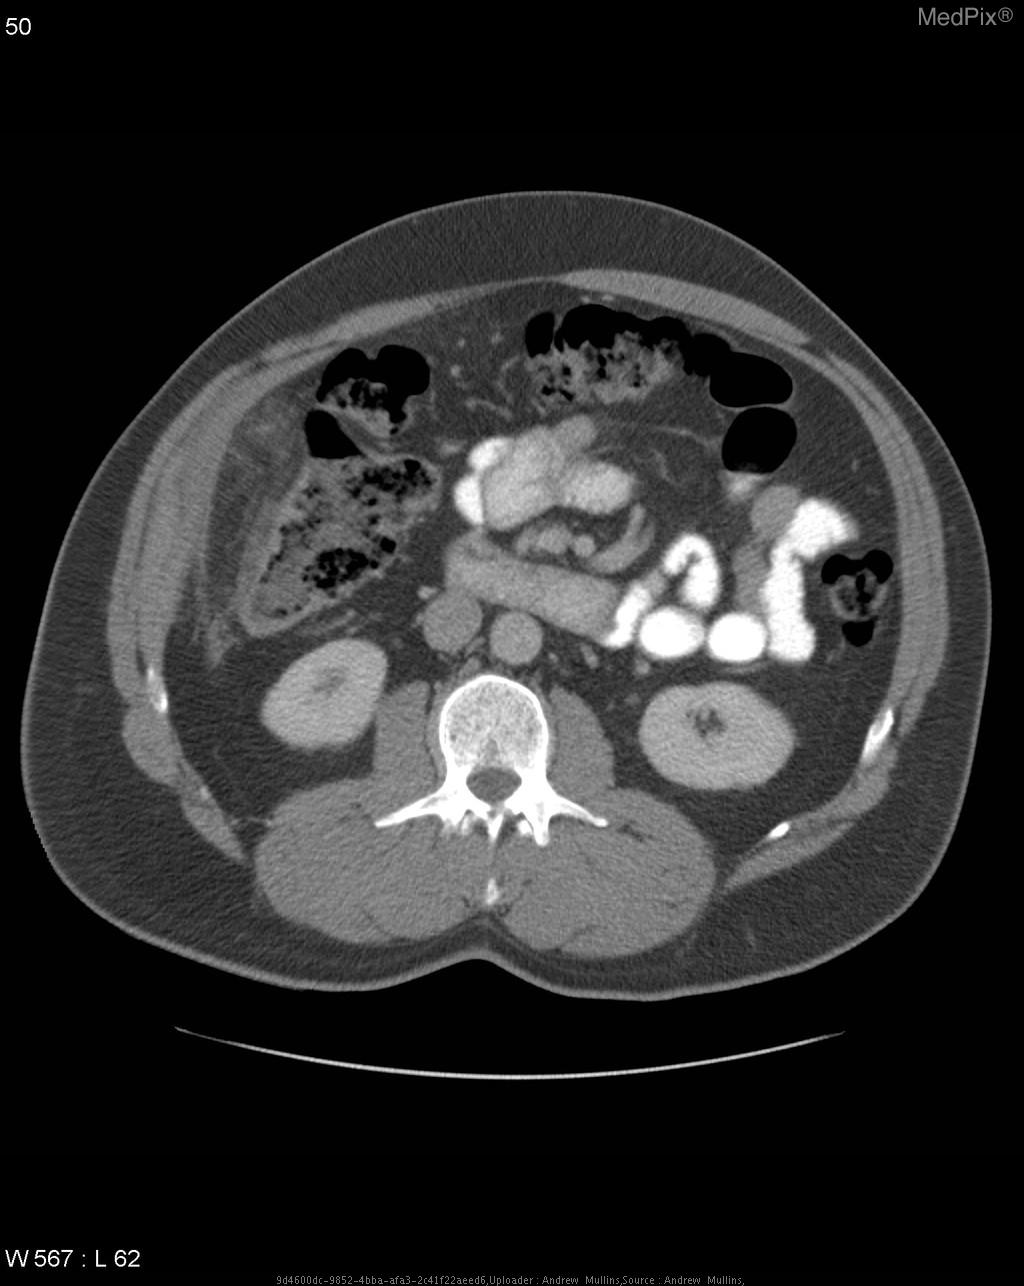 50
MedPix®
W 567 : L 62
9d4600dc-9852-4bba-afa3-2c41f22aeed6,Uploader : Andrew Mullins,Source : Andrew Mullins,